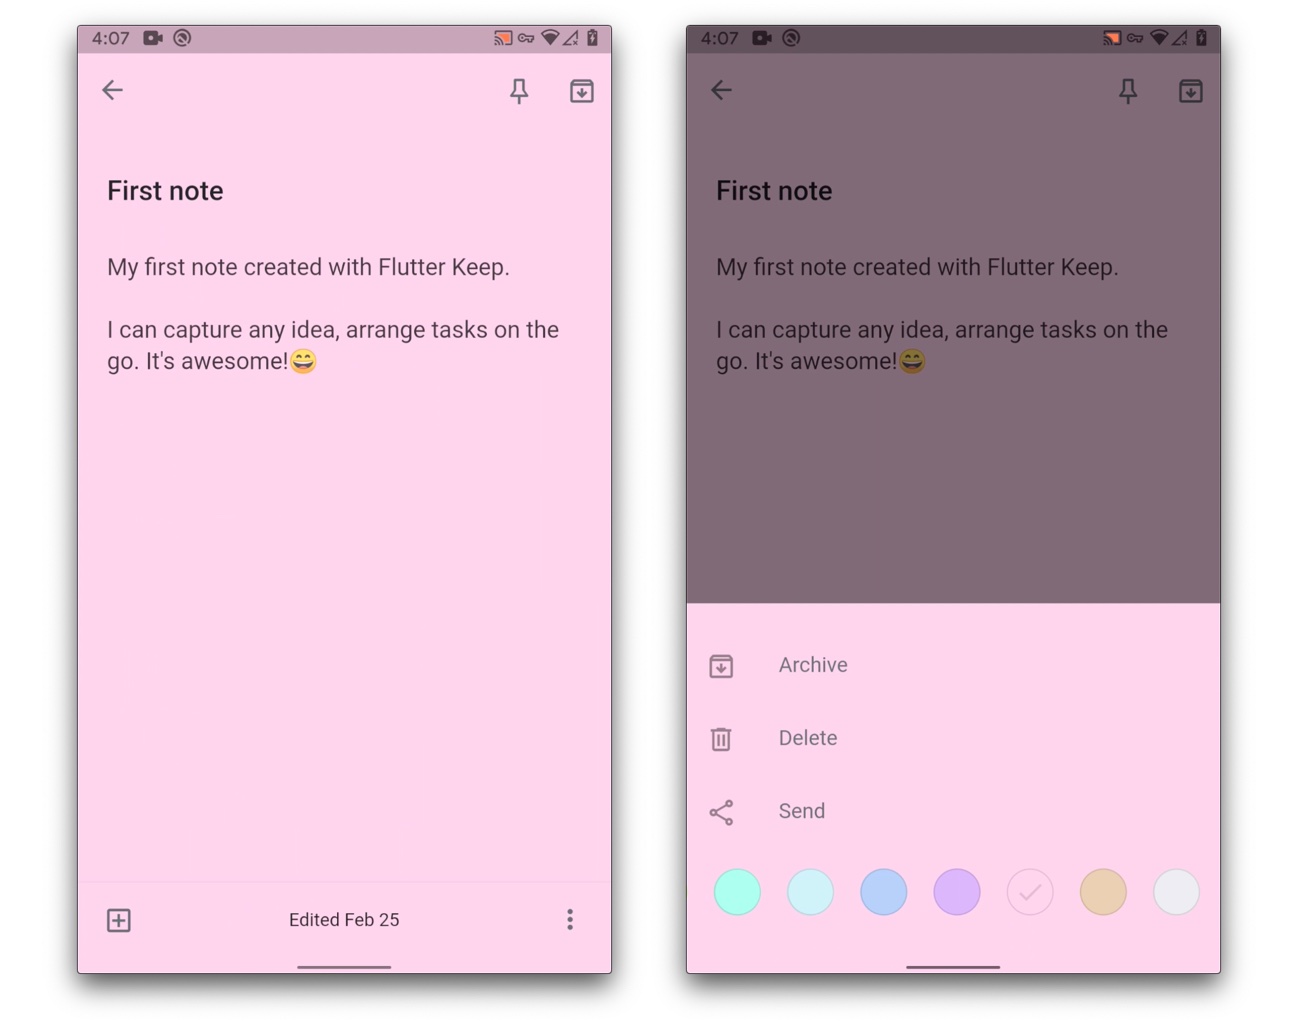 4:07
First note
My first note created with Flutter Keep.
I can capture any idea, arrange tasks on the
go. It's awesome!😄
Edited Feb 25
4:07
First note
My first note created with Flutter Keep.
I can capture any idea, arrange tasks on the
go. It's awesome!😄
Archive
Delete
Send